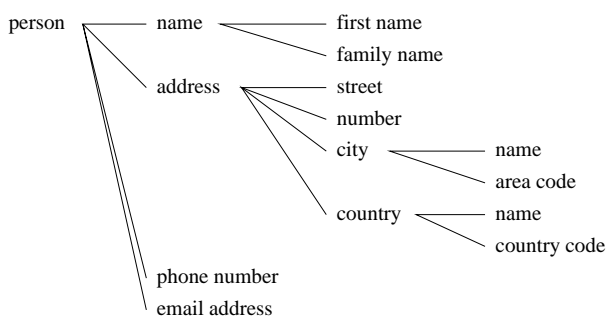 person name first name
family name
address street
number
city name
area code
country name
country code
phone number
email address